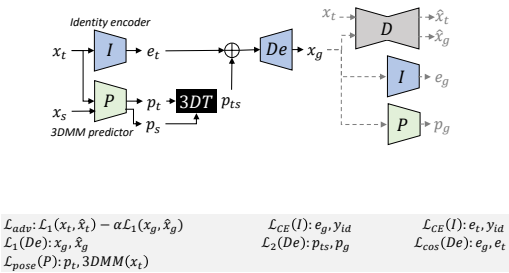 Identity encoder
x_t I e_t De x_g
x_t D x̂_t
x̂_g
I e_g
x_s P p_t 3DT p_ts
p_s
P p_g
3DMM predictor
ℒ_adv: ℒ_1(x_t, x̂_t) − αℒ_1(x_g, x̂_g) ℒ_CE(I): e_g, y_id ℒ_CE(I): e_t, y_id
ℒ_1(De): x_g, x̂_g ℒ_2(De): p_ts, p_g ℒ_cos(De): e_g, e_t
ℒ_pose(P): p_t, 3DMM(x_t)